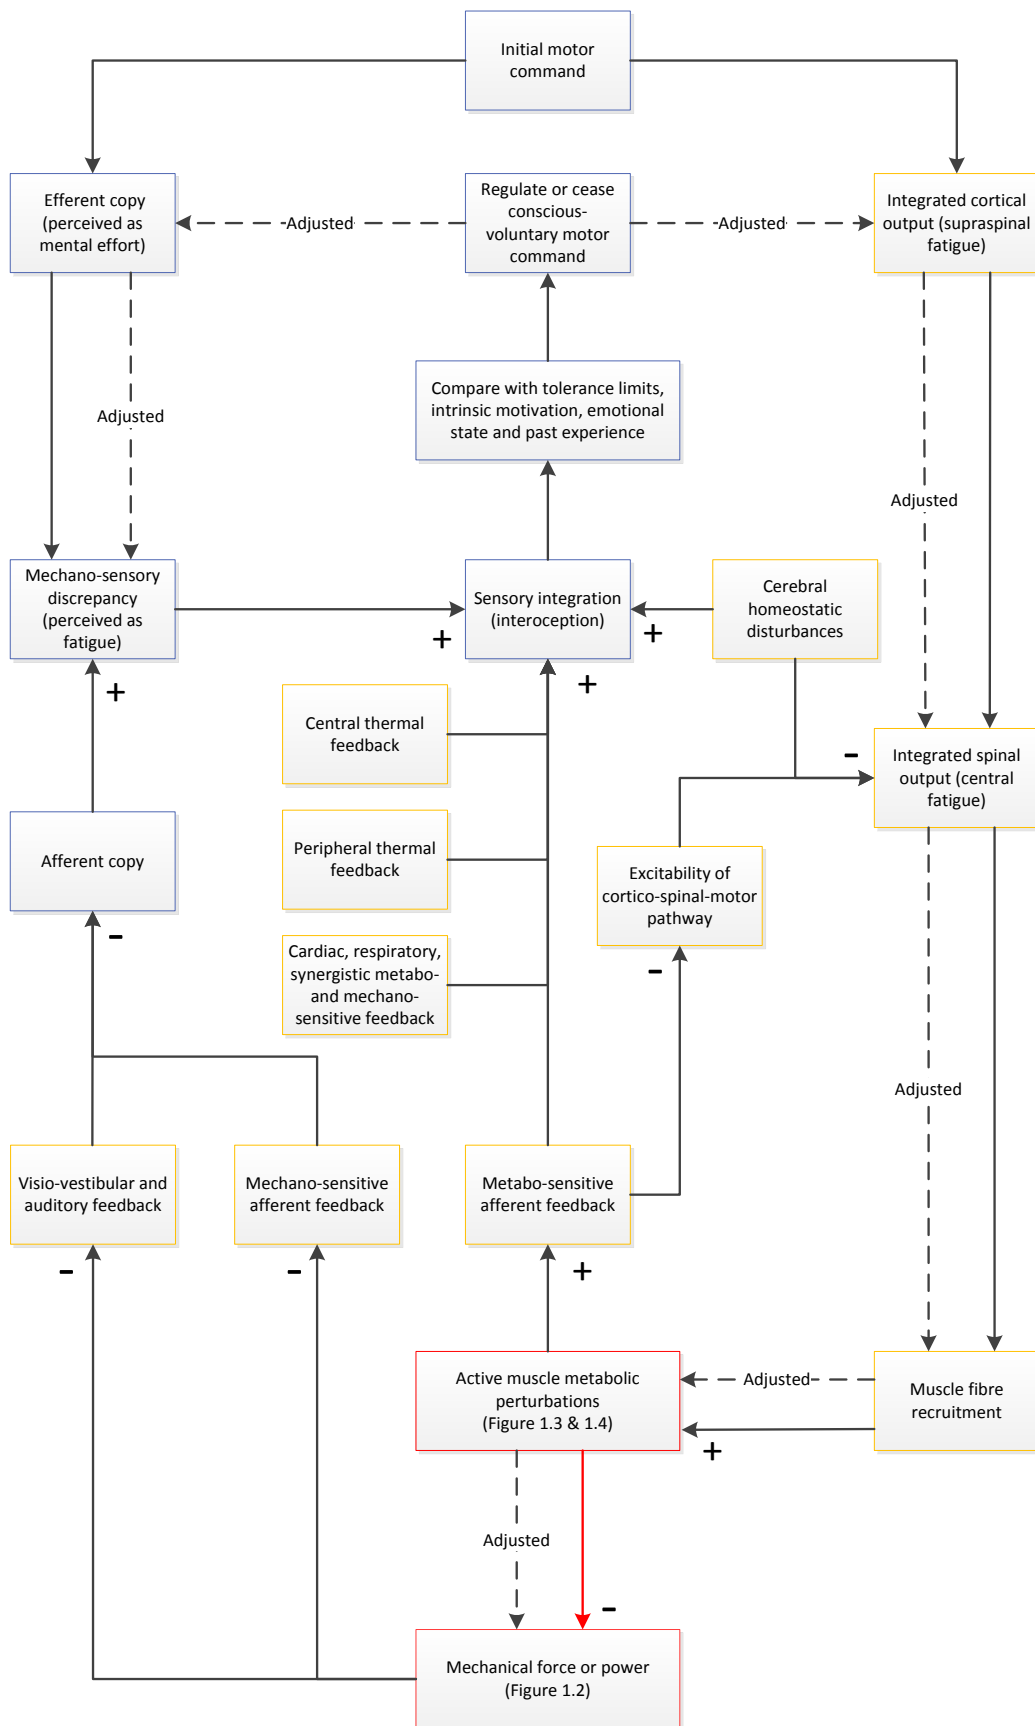 Initial motor
command
Efferent copy
(perceived as
mental effort)
Adjusted
Regulate or cease
conscious-
voluntary motor
command
Adjusted
Integrated cortical
output (supraspinal
fatigue)
Adjusted
Compare with tolerance limits,
intrinsic motivation, emotional
state and past experience
Adjusted
Mechano-sensory
discrepancy
(perceived as
fatigue)
+
Sensory integration
(interoception)
+
Cerebral
homeostatic
disturbances
+
+
Central thermal
feedback
-
Integrated spinal
output (central
fatigue)
Afferent copy
Peripheral thermal
feedback
Excitability of
cortico-spinal-motor
pathway
-
Cardiac, respiratory,
synergistic metabo-
and mechano-
sensitive feedback
-
Adjusted
Visio-vestibular and
auditory feedback
Mechano-sensitive
afferent feedback
Metabo-sensitive
afferent feedback
-
-
+
Active muscle metabolic
perturbations
(Figure 1.3 & 1.4)
Adjusted
+
Muscle fibre
recruitment
Adjusted
-
Mechanical force or power
(Figure 1.2)